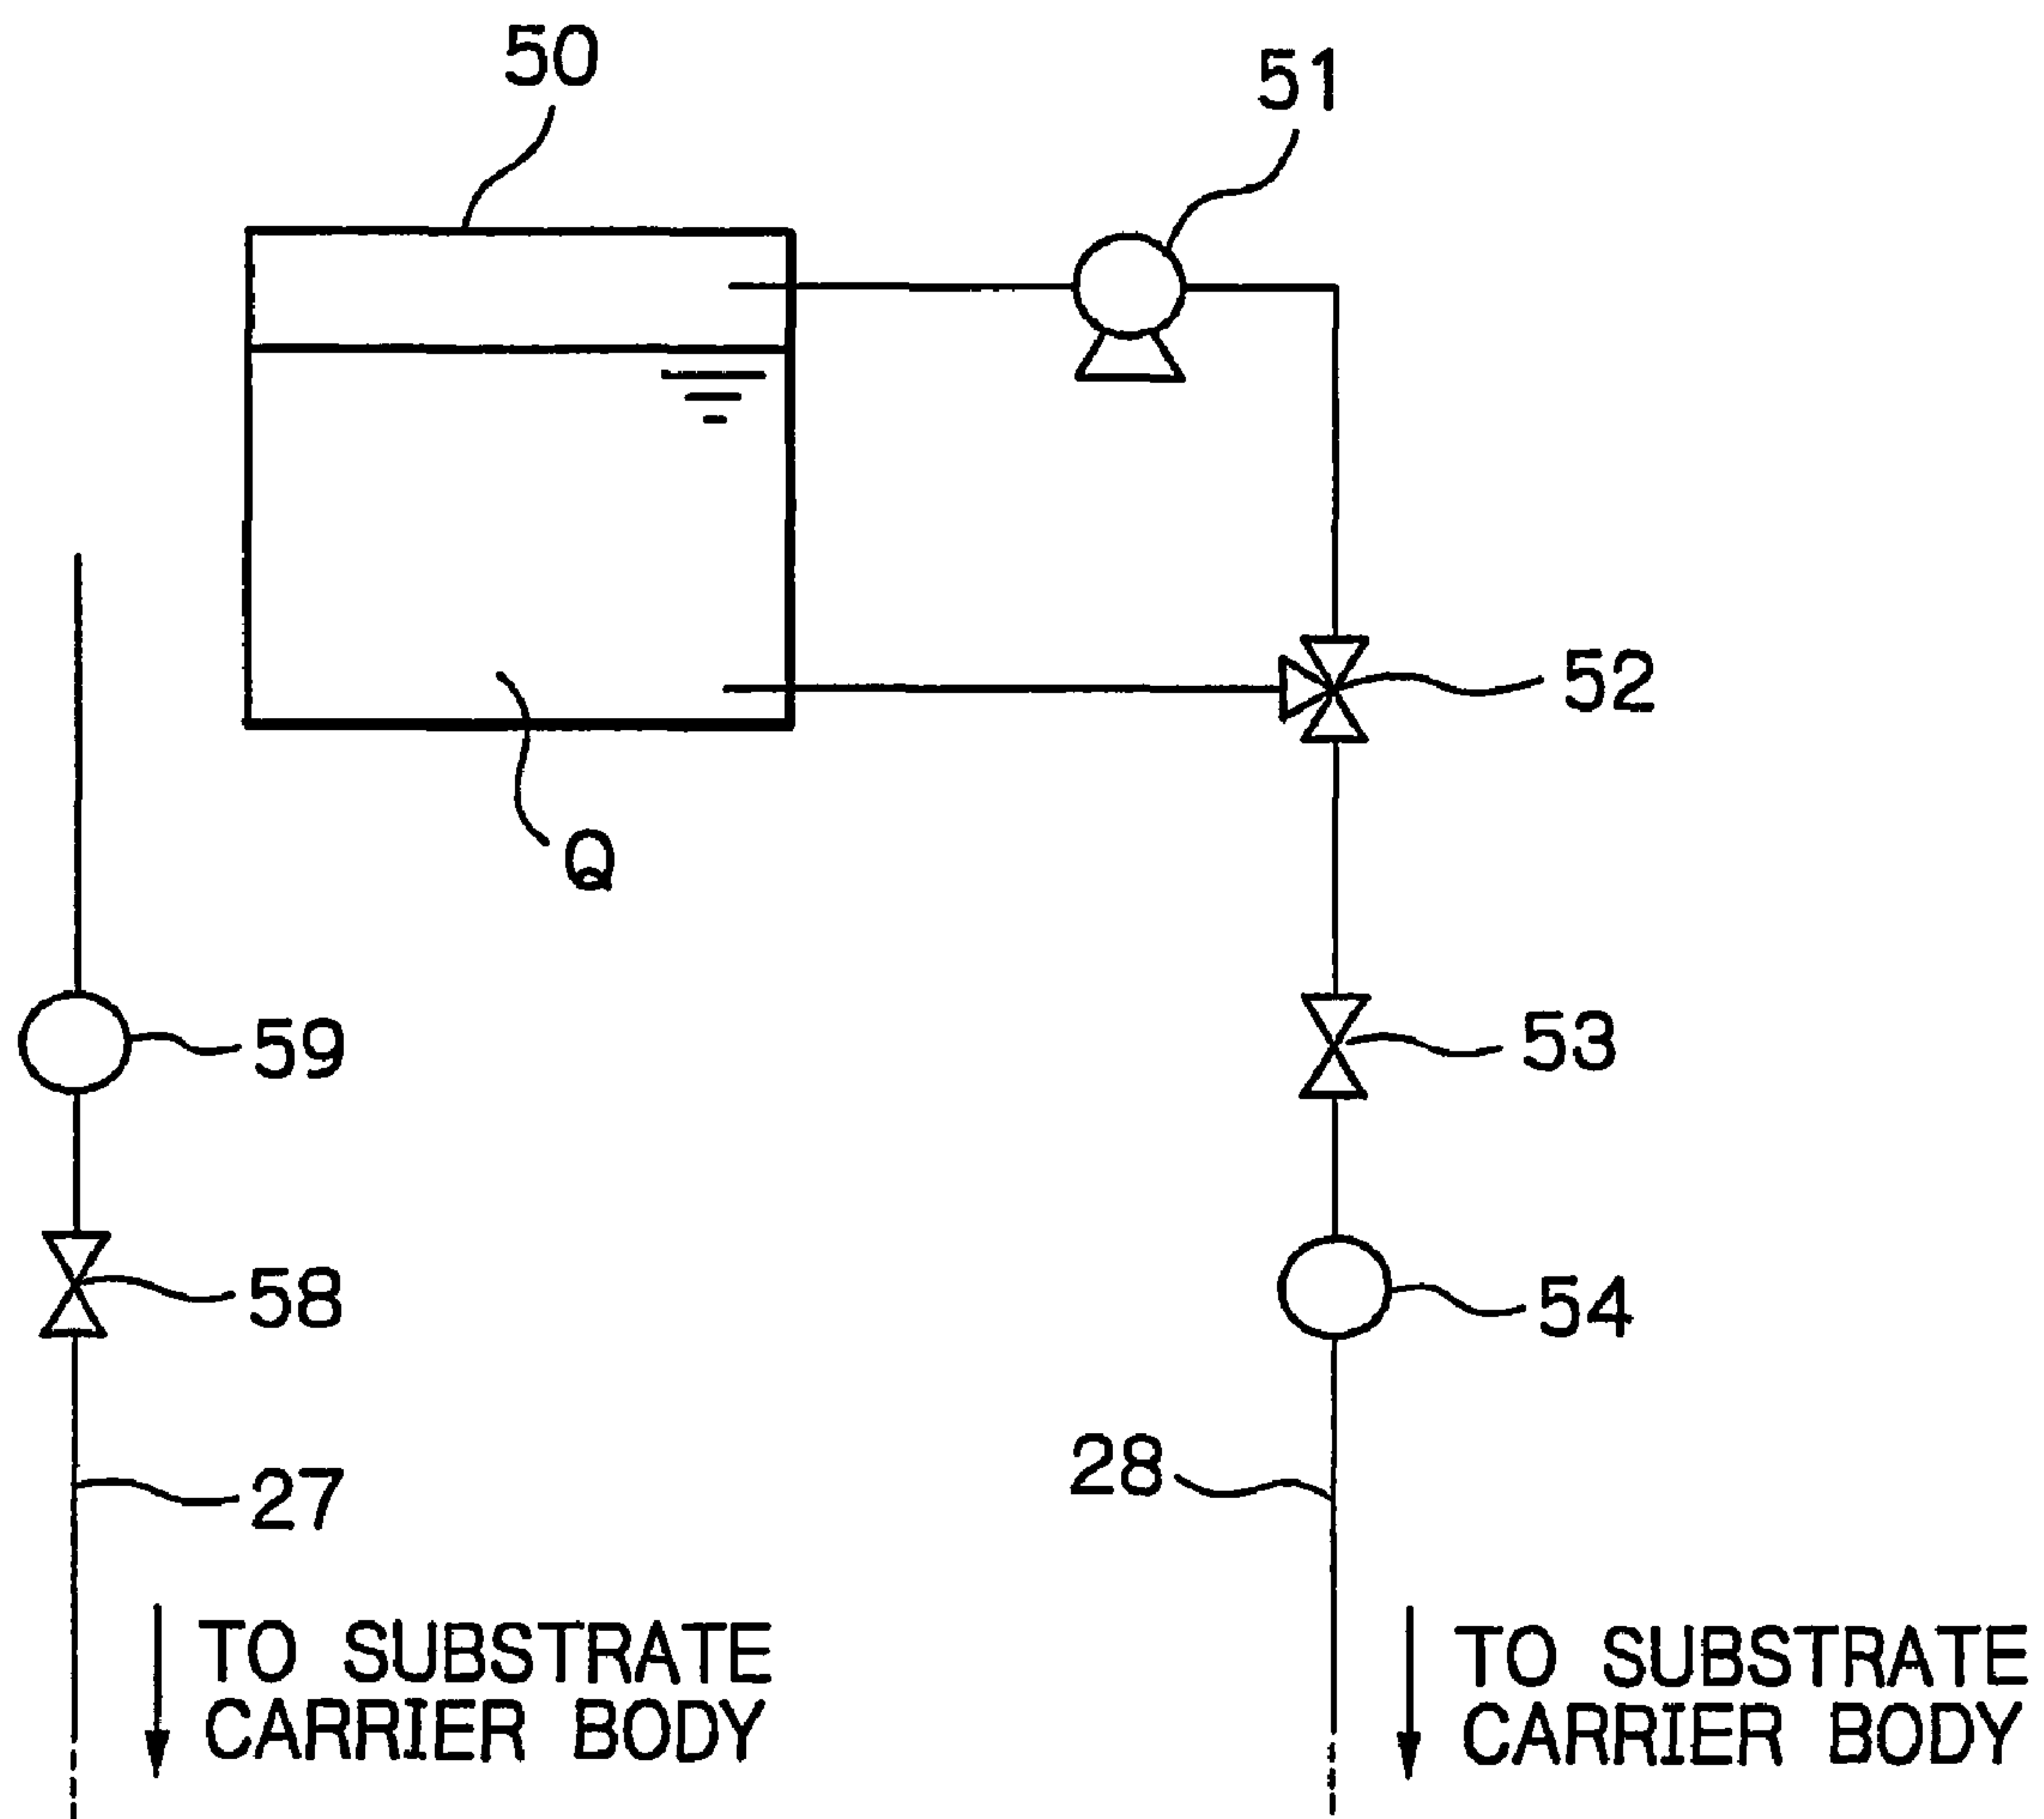 50
51
52
Q
59
53
58
54
27
28
TO SUBSTRATE
CARRIER BODY
TO SUBSTRATE
CARRIER BODY